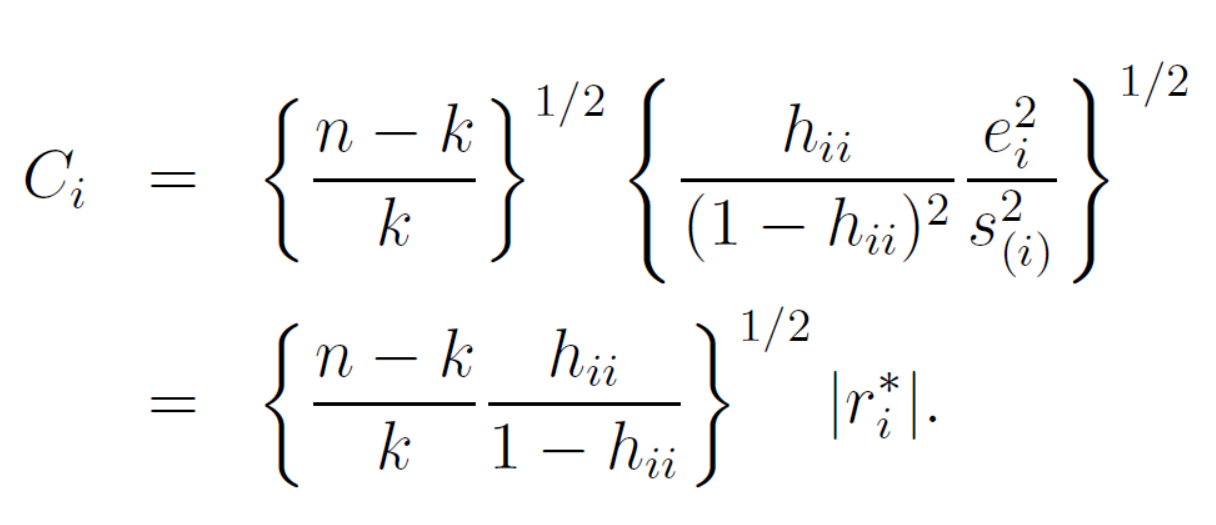 C_i = \left\{ \frac{n-k}{k} \right\}^{1/2} \left\{ \frac{h_{ii}}{(1-h_{ii})^2} \frac{e_i^2}{s_{(i)}^2} \right\}^{1/2}
= \left\{ \frac{n-k}{k} \frac{h_{ii}}{1-h_{ii}} \right\}^{1/2} |r_i^*|.